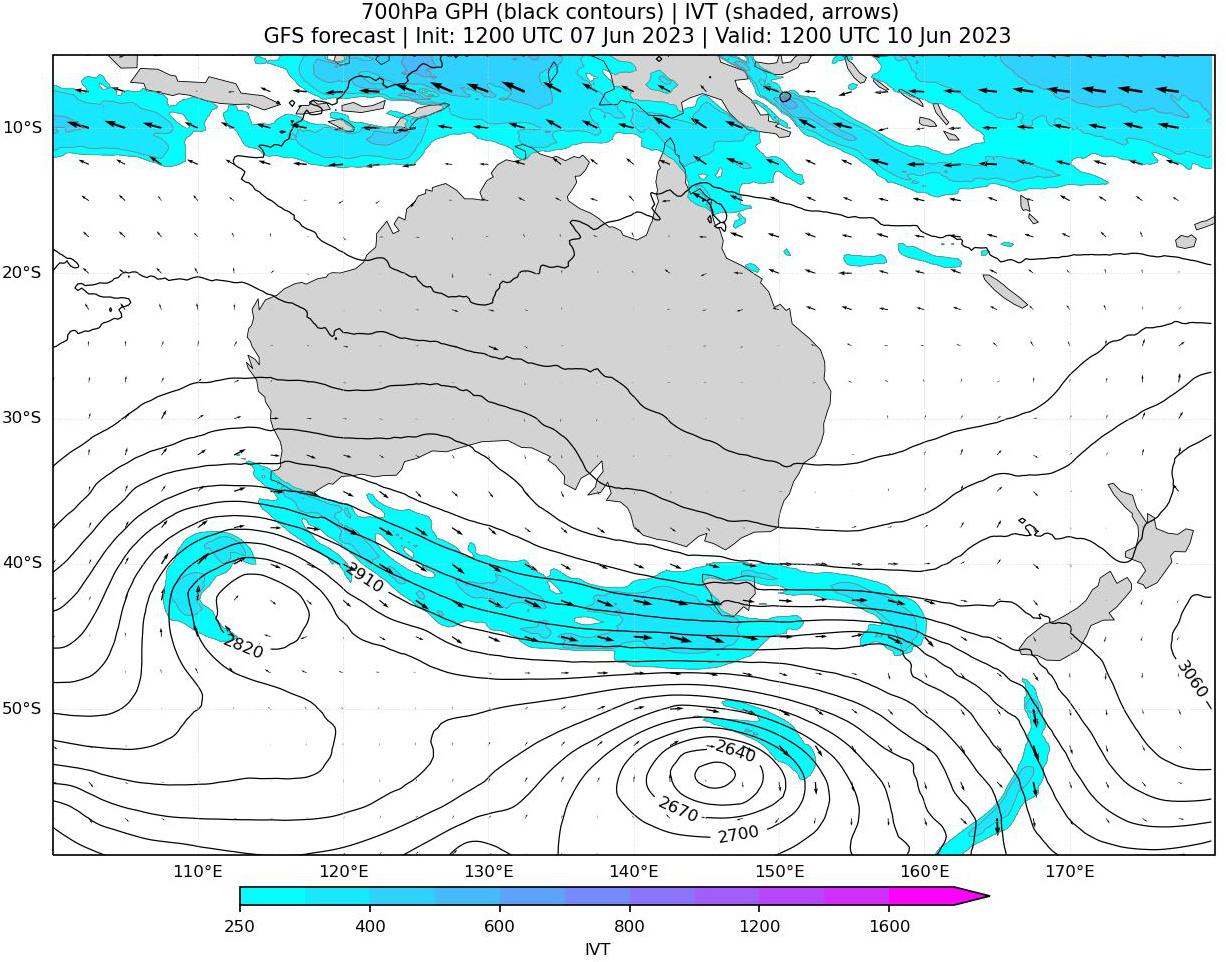 700hPa GPH (black contours) | IVT (shaded, arrows)
GFS forecast | Init: 1200 UTC 07 Jun 2023 | Valid: 1200 UTC 10 Jun 2023
10°S
20°S
30°S
40°S
2910
2820
3060
50°S
2640
2670
2700
110°E 120°E 130°E 140°E 150°E 160°E 170°E
250 400 600 800 1200 1600
IVT